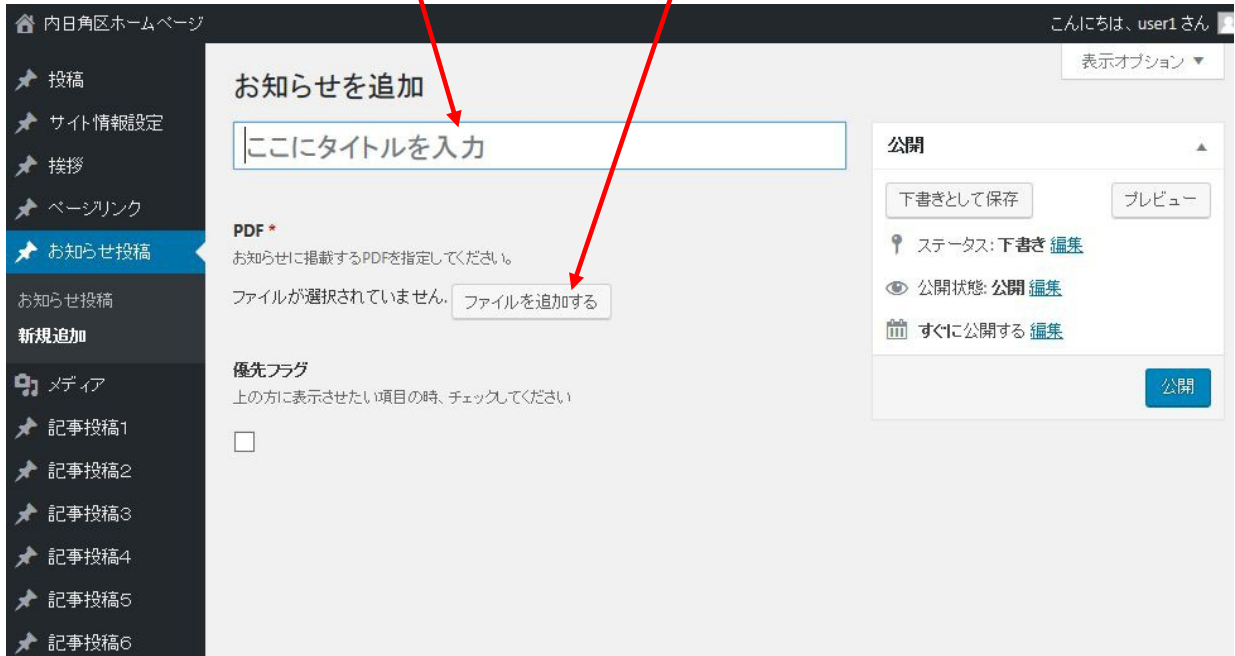 内日角区ホームページ
こんにちは、user1 さん
表示オプション ▼
投稿
サイト情報設定
挨拶
ページリンク
お知らせ投稿
お知らせ投稿
新規追加
メディア
記事投稿1
記事投稿2
記事投稿3
記事投稿4
記事投稿5
記事投稿6
お知らせを追加
ここにタイトルを入力
PDF *
お知らせに掲載するPDFを指定してください。
ファイルが選択されていません. ファイルを追加する
優先フラグ
上の方に表示させたい項目の時、チェックしてください
公開
下書きとして保存 プレビュー
ステータス: 下書き 編集
公開状態: 公開 編集
すぐに公開する 編集
公開